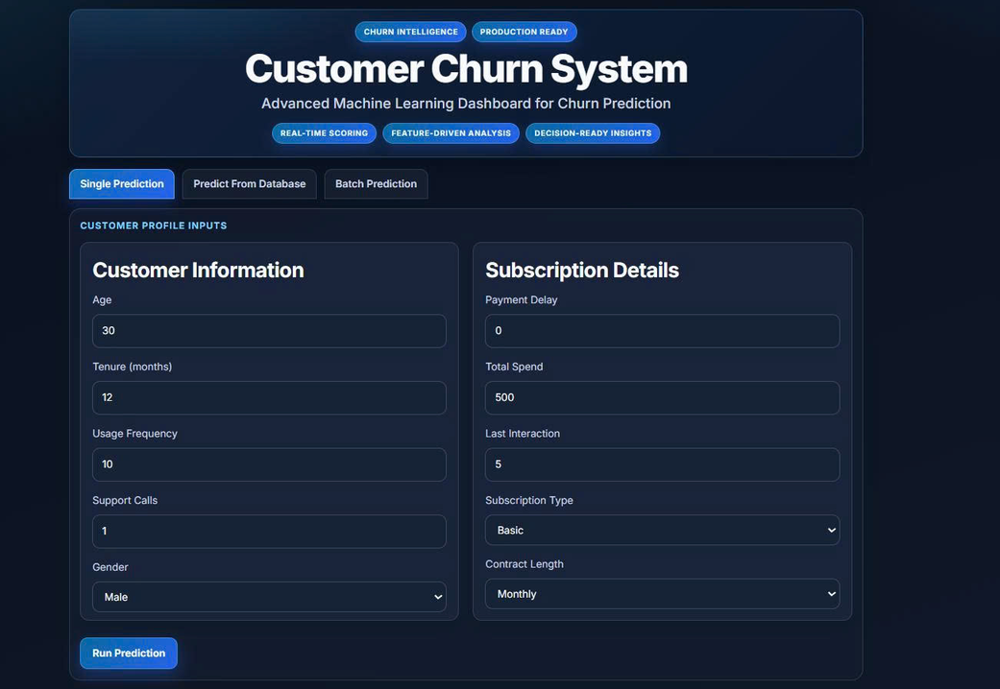 CHURN INTELLIGENCE
PRODUCTION READY
Customer Churn System
Advanced Machine Learning Dashboard for Churn Prediction
REAL-TIME SCORING
FEATURE-DRIVEN ANALYSIS
DECISION-READY INSIGHTS
Single Prediction
Predict From Database
Batch Prediction
CUSTOMER PROFILE INPUTS
Customer Information
Age
30
Tenure (months)
12
Usage Frequency
10
Support Calls
1
Gender
Male
Subscription Details
Payment Delay
0
Total Spend
500
Last Interaction
5
Subscription Type
Basic
Contract Length
Monthly
Run Prediction